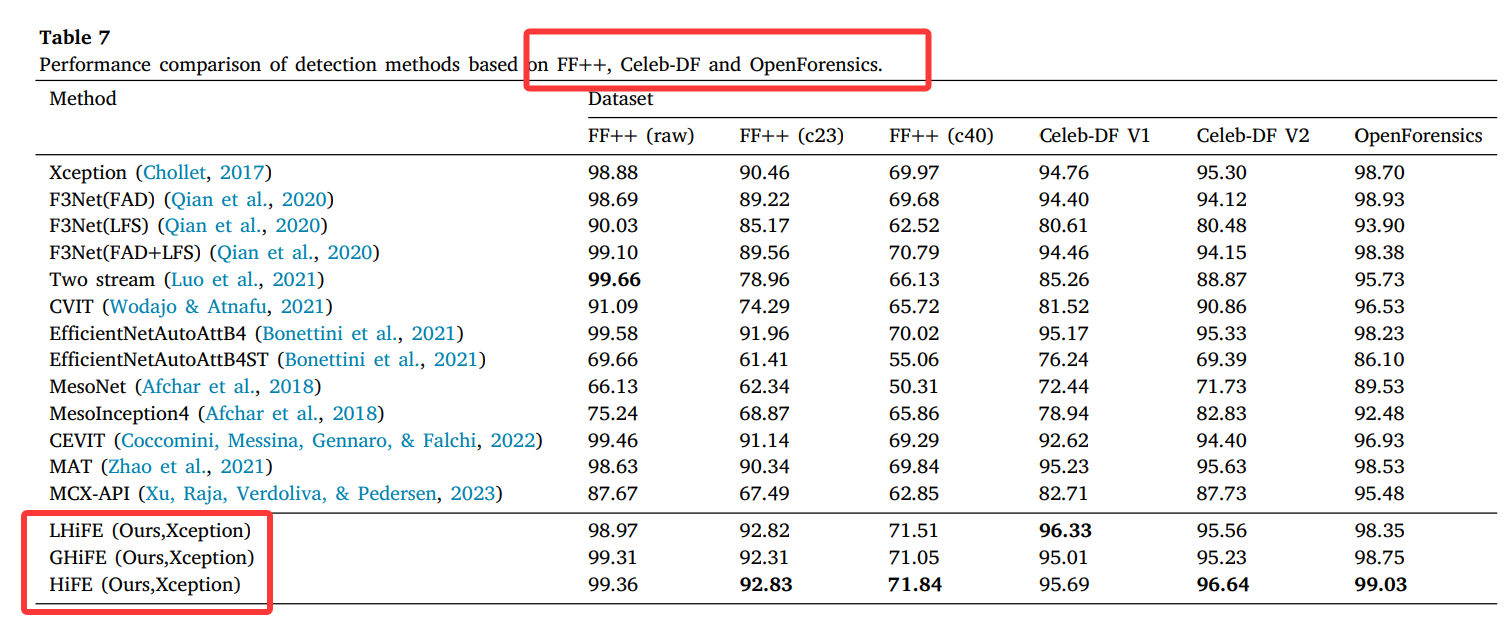 Table 7
Performance comparison of detection methods based on FF++, Celeb-DF and OpenForensics.
Method Dataset
FF++ (raw) FF++ (c23) FF++ (c40) Celeb-DF V1 Celeb-DF V2 OpenForensics
Xception (Chollet, 2017) 98.88 90.46 69.97 94.76 95.30 98.70
F3Net(FAD) (Qian et al., 2020) 98.69 89.22 69.68 94.40 94.12 98.93
F3Net(LFS) (Qian et al., 2020) 90.03 85.17 62.52 80.61 80.48 93.90
F3Net(FAD+LFS) (Qian et al., 2020) 99.10 89.56 70.79 94.46 94.15 98.38
Two stream (Luo et al., 2021) 99.66 78.96 66.13 85.26 88.87 95.73
CVIT (Wodajo & Atnafu, 2021) 91.09 74.29 65.72 81.52 90.86 96.53
EfficientNetAutoAttB4 (Bonettini et al., 2021) 99.58 91.96 70.02 95.17 95.33 98.23
EfficientNetAutoAttB4ST (Bonettini et al., 2021) 69.66 61.41 55.06 76.24 69.39 86.10
MesoNet (Afchar et al., 2018) 66.13 62.34 50.31 72.44 71.73 89.53
MesoInception4 (Afchar et al., 2018) 75.24 68.87 65.86 78.94 82.83 92.48
CEVIT (Coccomini, Messina, Gennaro, & Falchi, 2022) 99.46 91.14 69.29 92.62 94.40 96.93
MAT (Zhao et al., 2021) 98.63 90.34 69.84 95.23 95.63 98.53
MCX-API (Xu, Raja, Verdoliva, & Pedersen, 2023) 87.67 67.49 62.85 82.71 87.73 95.48
LHiFE (Ours,Xception) 98.97 92.82 71.51 96.33 95.56 98.35
GHiFE (Ours,Xception) 99.31 92.31 71.05 95.01 95.23 98.75
HiFE (Ours,Xception) 99.36 92.83 71.84 95.69 96.64 99.03